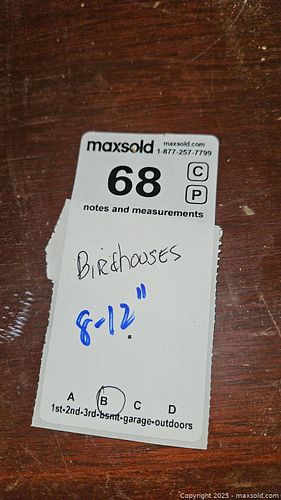 maxsold maxsold.com
1-877-257-7799
68 C
P
notes and measurements
Birdhouses
8-12"
A B C D
1st-2nd-3rd-bsmt-garage-outdoors
Copyright 2025 - maxsold.com